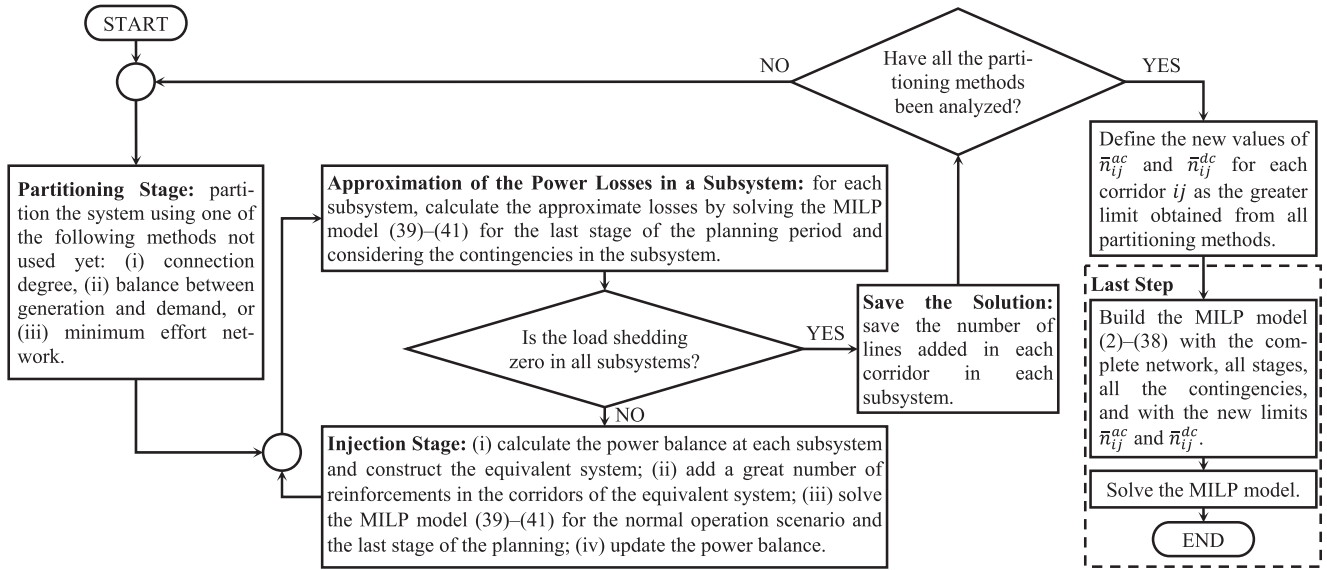 START
NO
Have all the parti-
tioning methods
been analyzed?
YES
Partitioning Stage: parti-
tion the system using one of
the following methods not
used yet: (i) connection
degree, (ii) balance between
generation and demand, or
(iii) minimum effort net-
work.
Approximation of the Power Losses in a Subsystem: for each
subsystem, calculate the approximate losses by solving the MILP
model (39)–(41) for the last stage of the planning period and
considering the contingencies in the subsystem.
Is the load shedding
zero in all subsystems?
YES
NO
Save the Solution:
save the number of
lines added in each
corridor in each
subsystem.
Injection Stage: (i) calculate the power balance at each subsystem
and construct the equivalent system; (ii) add a great number of
reinforcements in the corridors of the equivalent system; (iii) solve
the MILP model (39)–(41) for the normal operation scenario and
the last stage of the planning; (iv) update the power balance.
Define the new values of
n̅ᵢⱼᵃᶜ and n̅ᵢⱼᵈᶜ for each
corridor ij as the greater
limit obtained from all
partitioning methods.
Last Step
Build the MILP model
(2)–(38) with the com-
plete network, all stages,
all the contingencies,
and with the new limits
n̅ᵢⱼᵃᶜ and n̅ᵢⱼᵈᶜ.
Solve the MILP model.
END